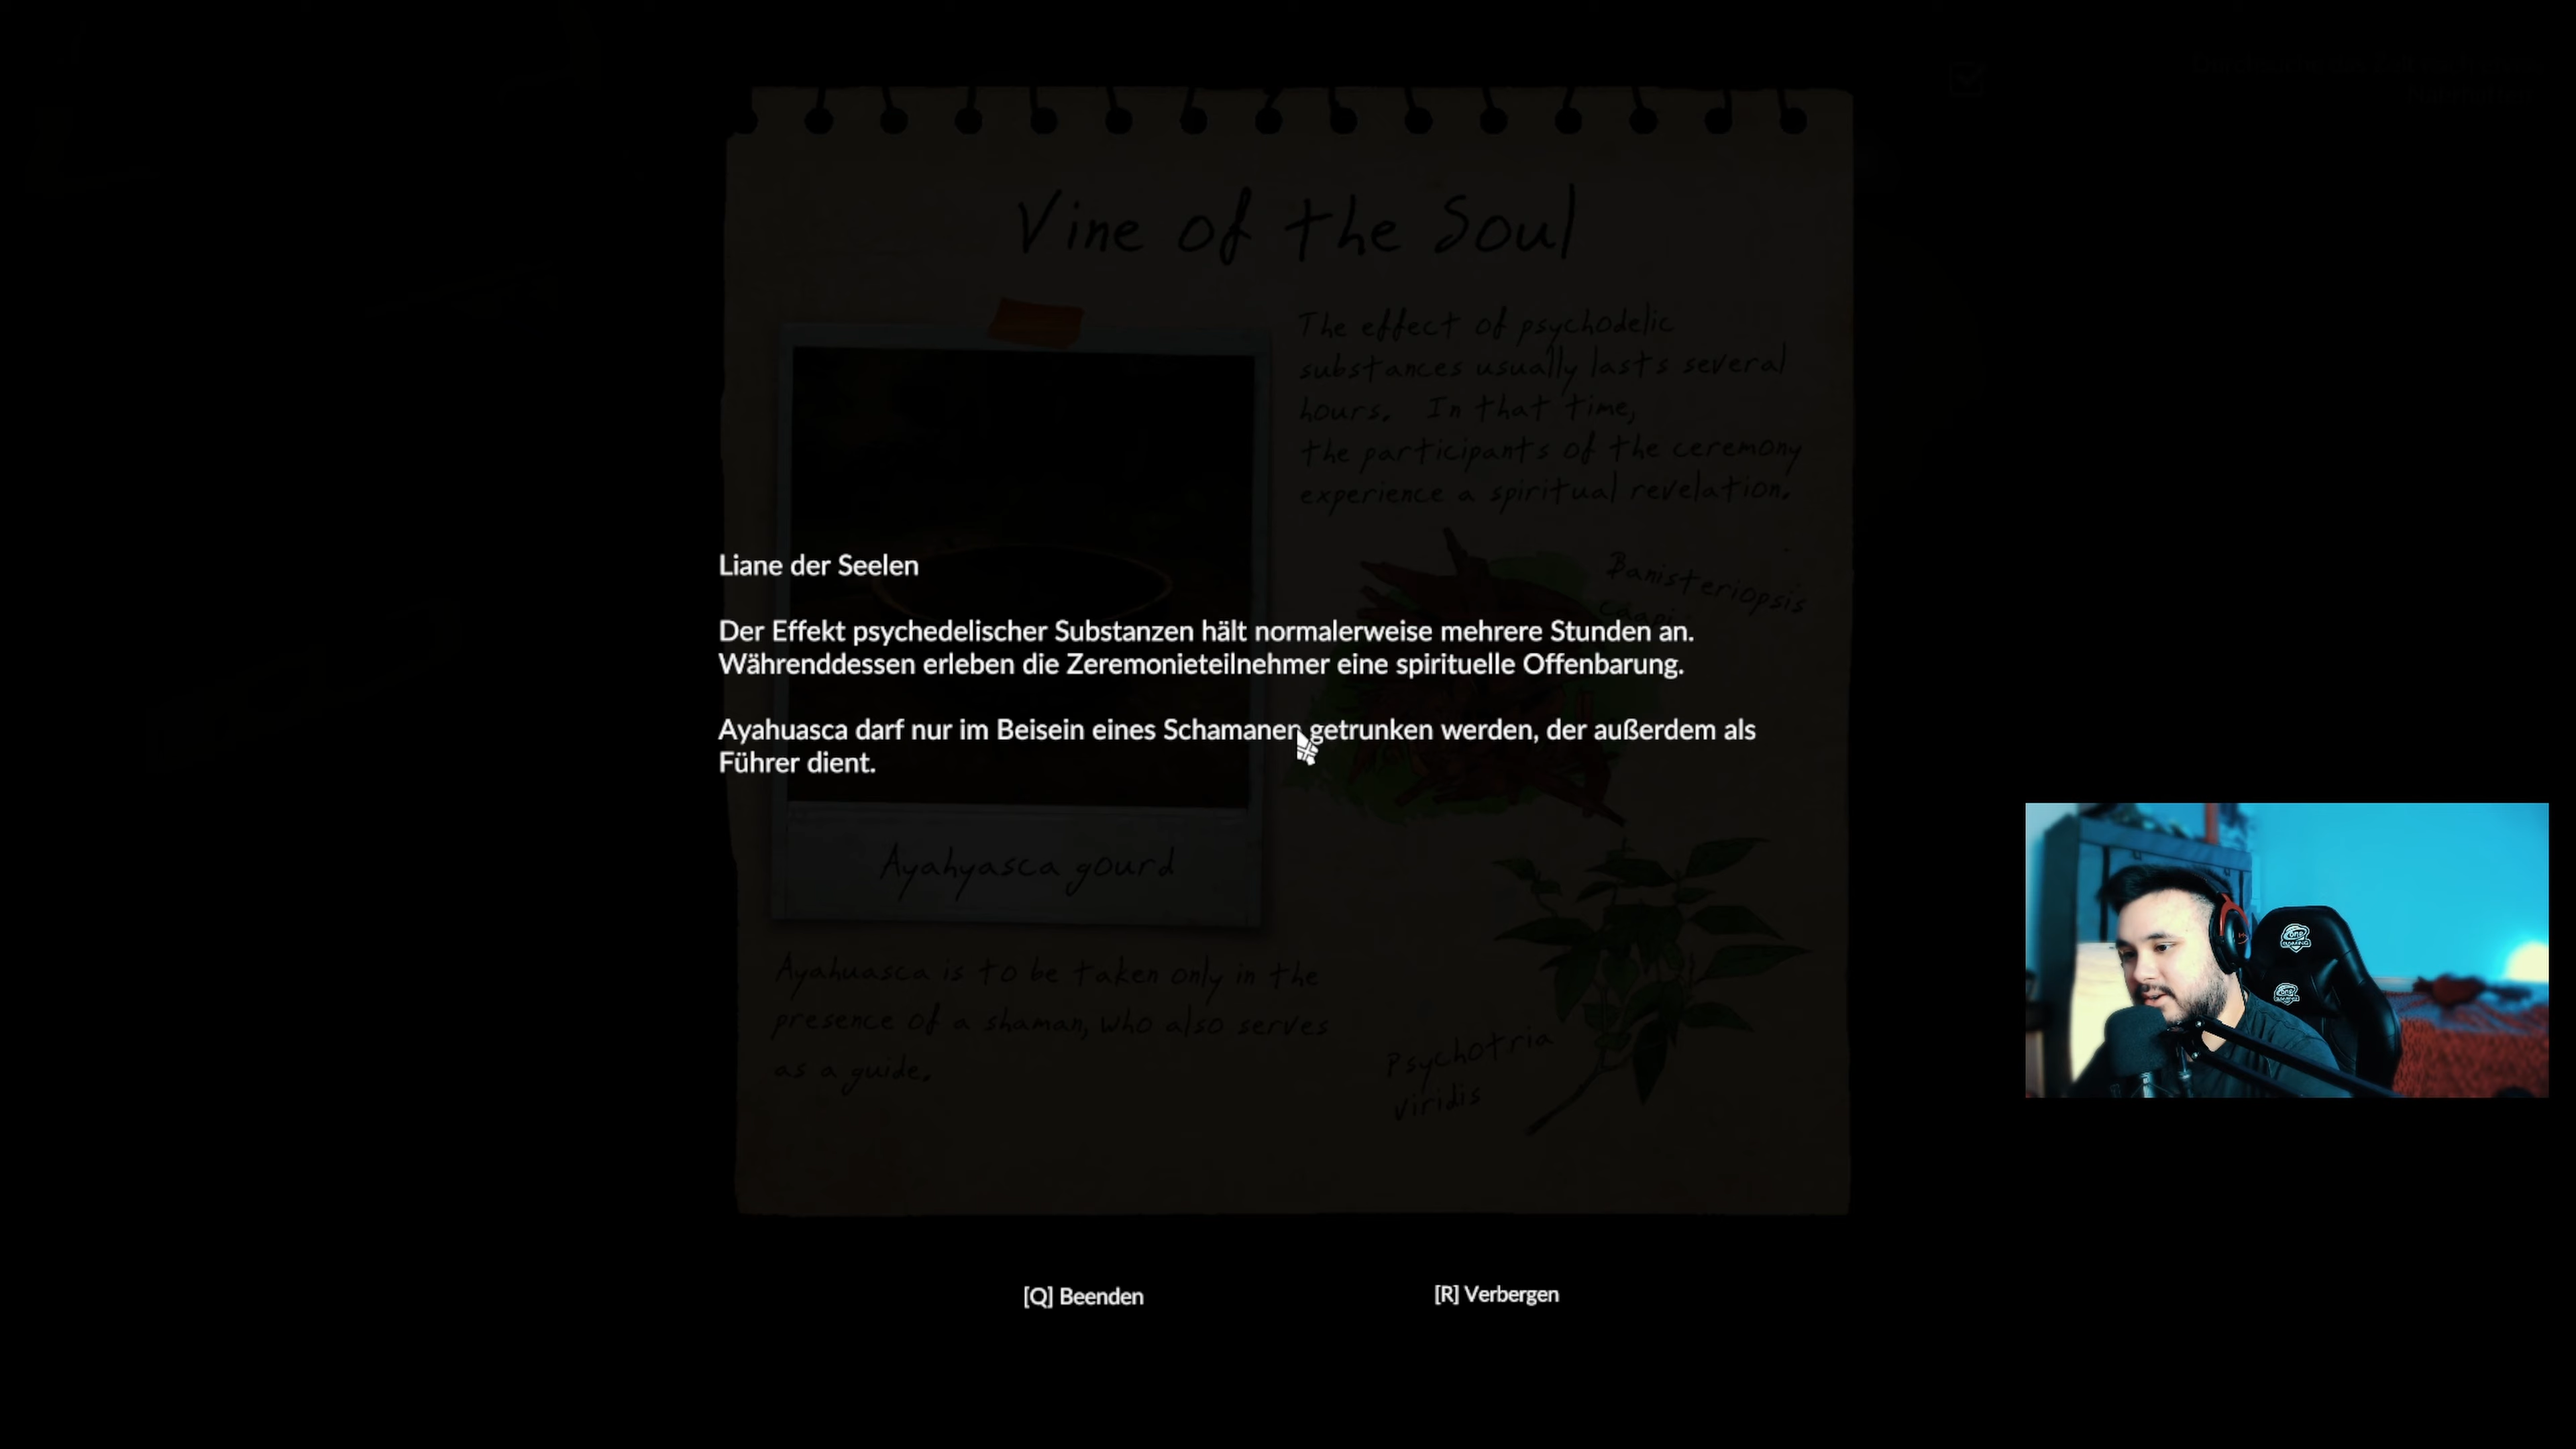 Vine of the Soul
The effect of psychodelic
substances usually lasts several
hours. In that time,
the participants of the ceremony
experience a spiritual revelation.
Banisteriopsis
caapi
Liane der Seelen
Der Effekt psychedelischer Substanzen hält normalerweise mehrere Stunden an.
Währenddessen erleben die Zeremonieteilnehmer eine spirituelle Offenbarung.
Ayahuasca darf nur im Beisein eines Schamanen getrunken werden, der außerdem als
Führer dient.
Ayahyasca gourd
Ayahuasca is to be taken only in the
presence of a shaman, who also serves
as a guide.
Psychotria
viridis
[Q] Beenden
[R] Verbergen